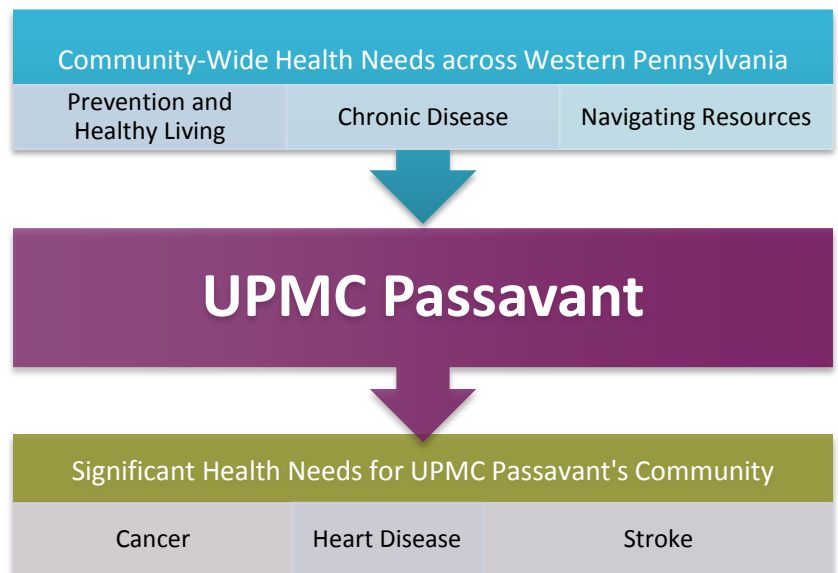 Community-Wide Health Needs across Western Pennsylvania
Prevention and
Healthy Living
Chronic Disease
Navigating Resources
UPMC Passavant
Significant Health Needs for UPMC Passavant's Community
Cancer
Heart Disease
Stroke